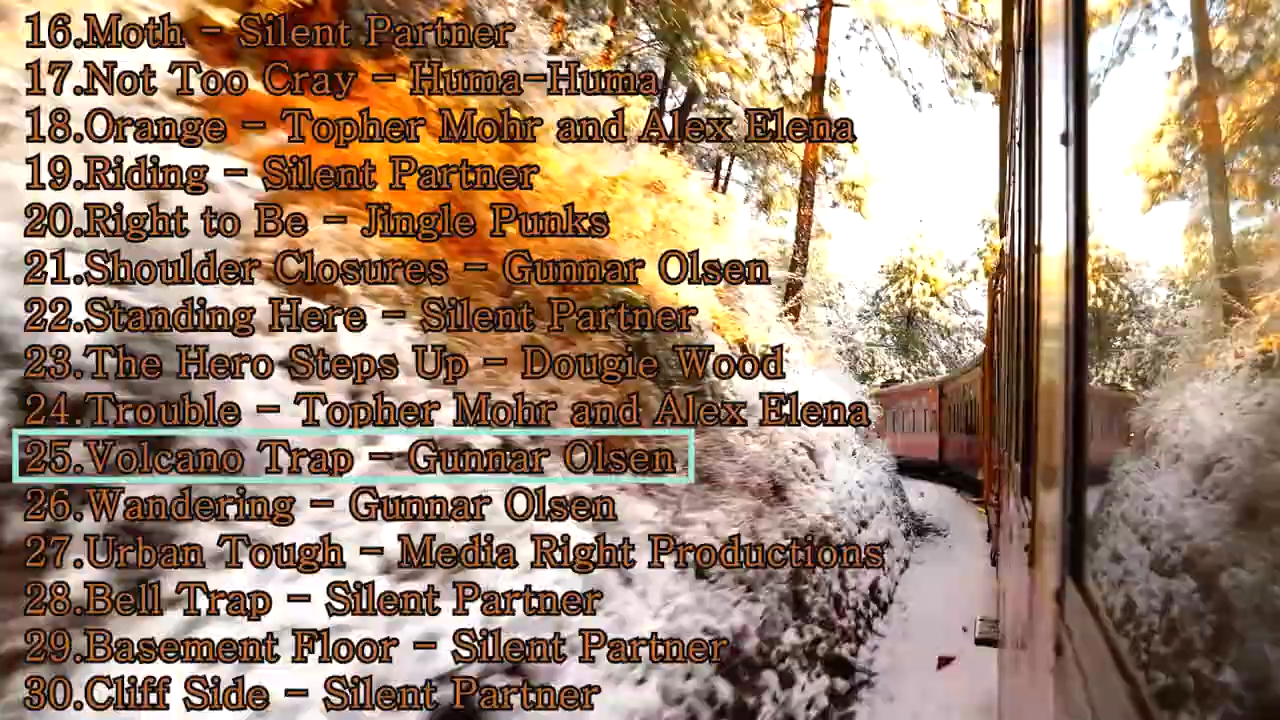 16.Moth - Silent Partner
17.Not Too Cray - Huma-Huma
18.Orange - Topher Mohr and Alex Elena
19.Riding - Silent Partner
20.Right to Be - Jingle Punks
21.Shoulder Closures - Gunnar Olsen
22.Standing Here - Silent Partner
23.The Hero Steps Up - Dougie Wood
24.Trouble - Topher Mohr and Alex Elena
25.Volcano Trap - Gunnar Olsen
26.Wandering - Gunnar Olsen
27.Urban Tough - Media Right Productions
28.Bell Trap - Silent Partner
29.Basement Floor - Silent Partner
30.Cliff Side - Silent Partner